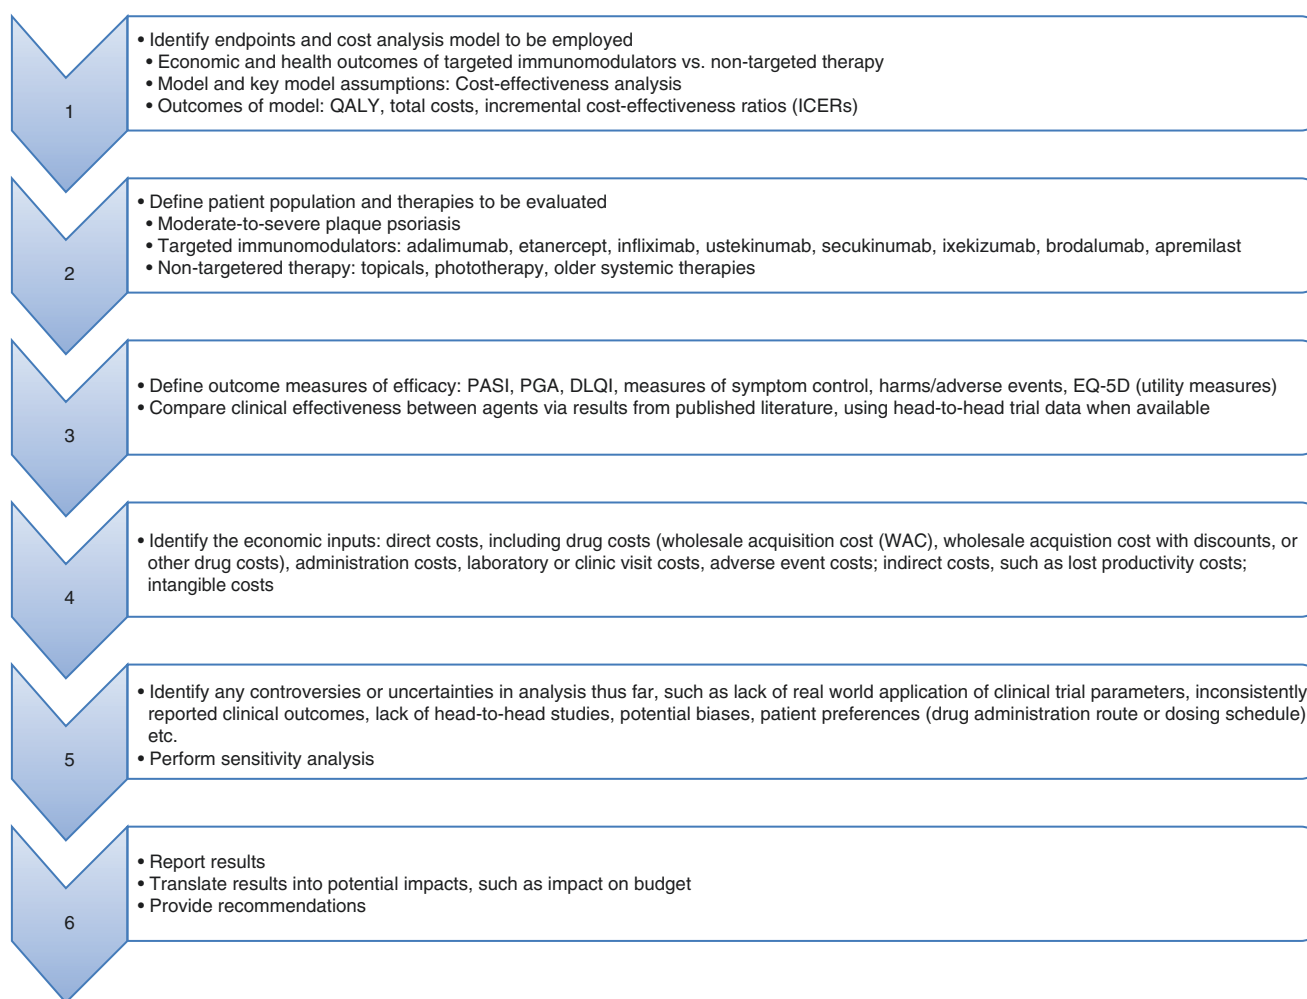 1
• Identify endpoints and cost analysis model to be employed
• Economic and health outcomes of targeted immunomodulators vs. non-targeted therapy
• Model and key model assumptions: Cost-effectiveness analysis
• Outcomes of model: QALY, total costs, incremental cost-effectiveness ratios (ICERs)
2
• Define patient population and therapies to be evaluated
• Moderate-to-severe plaque psoriasis
• Targeted immunomodulators: adalimumab, etanercept, infliximab, ustekinumab, secukinumab, ixekizumab, brodalumab, apremilast
• Non-targetered therapy: topicals, phototherapy, older systemic therapies
3
• Define outcome measures of efficacy: PASI, PGA, DLQI, measures of symptom control, harms/adverse events, EQ-5D (utility measures)
• Compare clinical effectiveness between agents via results from published literature, using head-to-head trial data when available
4
• Identify the economic inputs: direct costs, including drug costs (wholesale acquisition cost (WAC), wholesale acquistion cost with discounts, or
other drug costs), administration costs, laboratory or clinic visit costs, adverse event costs; indirect costs, such as lost productivity costs;
intangible costs
5
• Identify any controversies or uncertainties in analysis thus far, such as lack of real world application of clinical trial parameters, inconsistently
reported clinical outcomes, lack of head-to-head studies, potential biases, patient preferences (drug administration route or dosing schedule)
etc.
• Perform sensitivity analysis
6
• Report results
• Translate results into potential impacts, such as impact on budget
• Provide recommendations